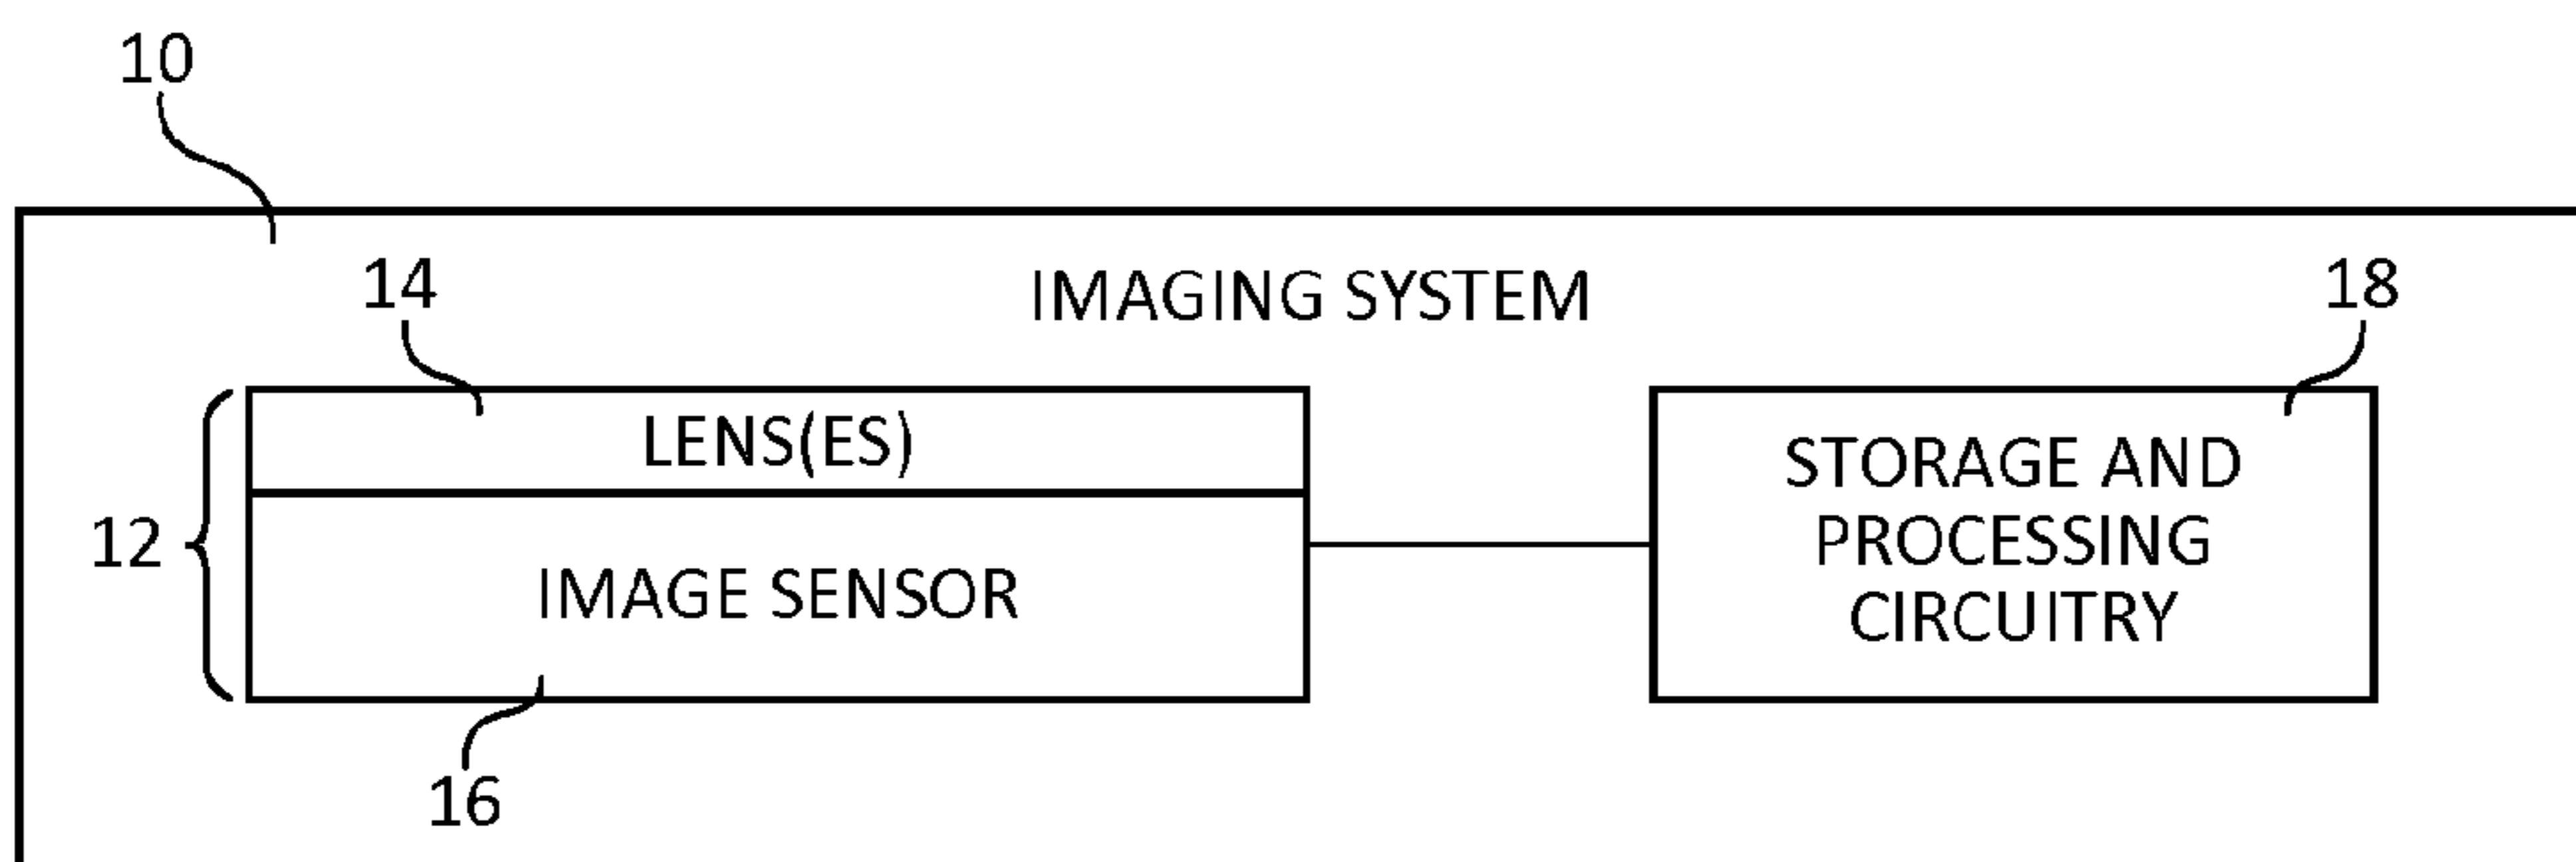 10
IMAGING SYSTEM
14
18
LENS(ES)
12
IMAGE SENSOR
STORAGE AND
PROCESSING
CIRCUITRY
16